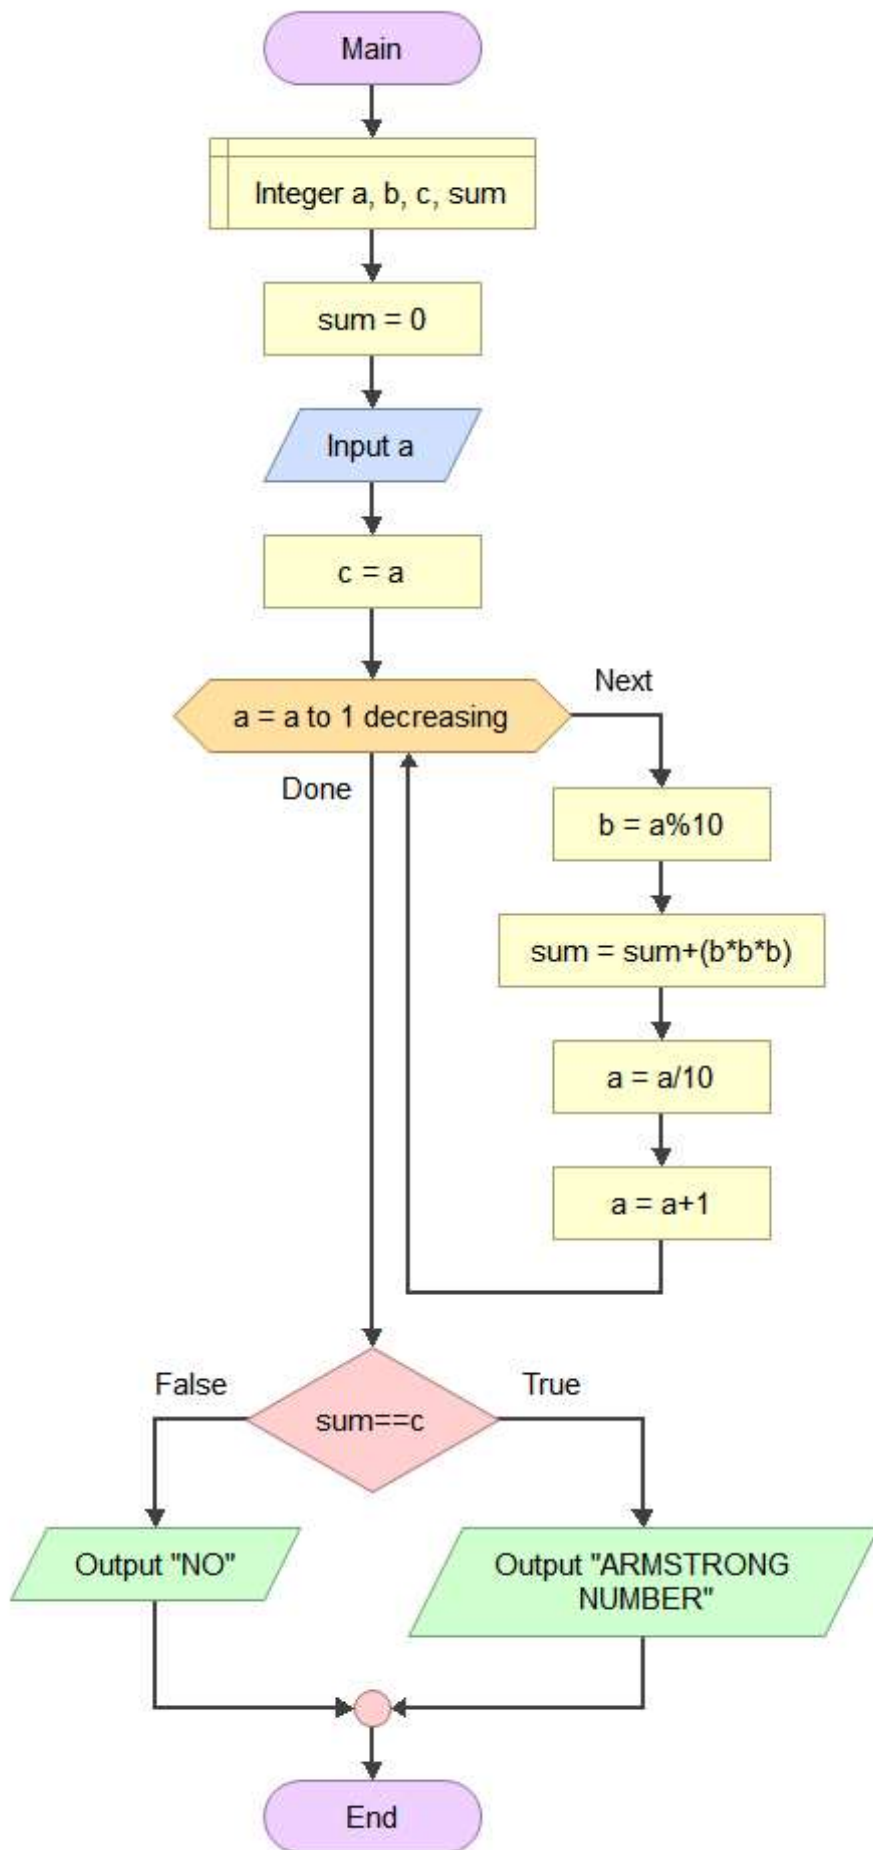 Main
Integer a, b, c, sum
sum = 0
Input a
c = a
a = a to 1 decreasing
Next
Done
b = a%10
sum = sum+(b*b*b)
a = a/10
a = a+1
False
True
sum==c
Output "NO"
Output "ARMSTRONG
NUMBER"
End